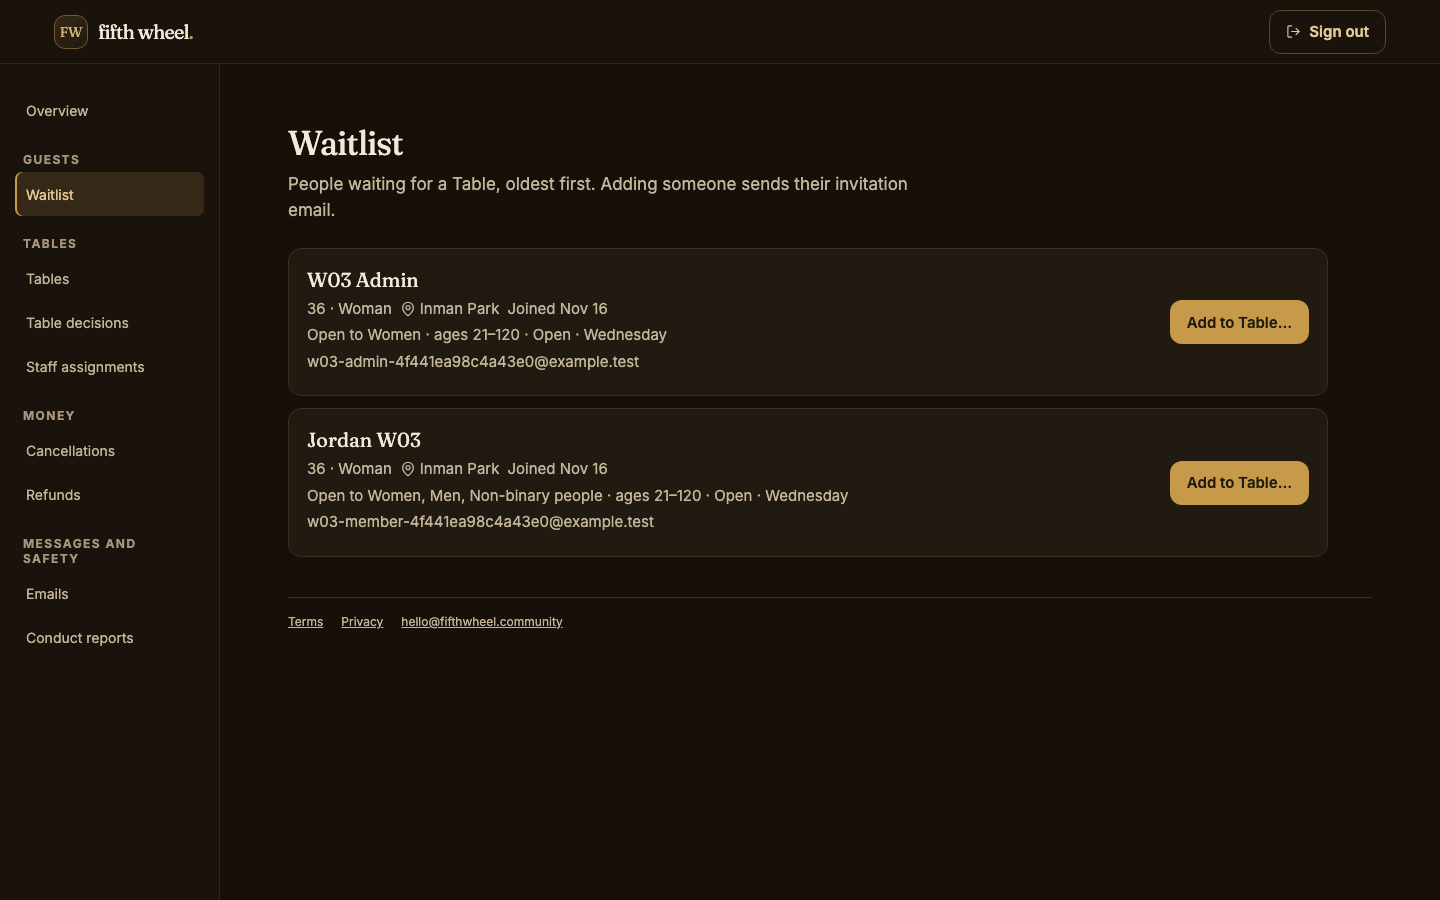 FW fifth wheel.
Sign out
Overview
GUESTS
Waitlist
TABLES
Tables
Table decisions
Staff assignments
MONEY
Cancellations
Refunds
MESSAGES AND
SAFETY
Emails
Conduct reports
Waitlist
People waiting for a Table, oldest first. Adding someone sends their invitation
email.
W03 Admin
36 · Woman Inman Park Joined Nov 16
Open to Women · ages 21–120 · Open · Wednesday
w03-admin-4f441ea98c4a43e0@example.test
Add to Table...
Jordan W03
36 · Woman Inman Park Joined Nov 16
Open to Women, Men, Non-binary people · ages 21–120 · Open · Wednesday
w03-member-4f441ea98c4a43e0@example.test
Add to Table...
Terms Privacy hello@fifthwheel.community